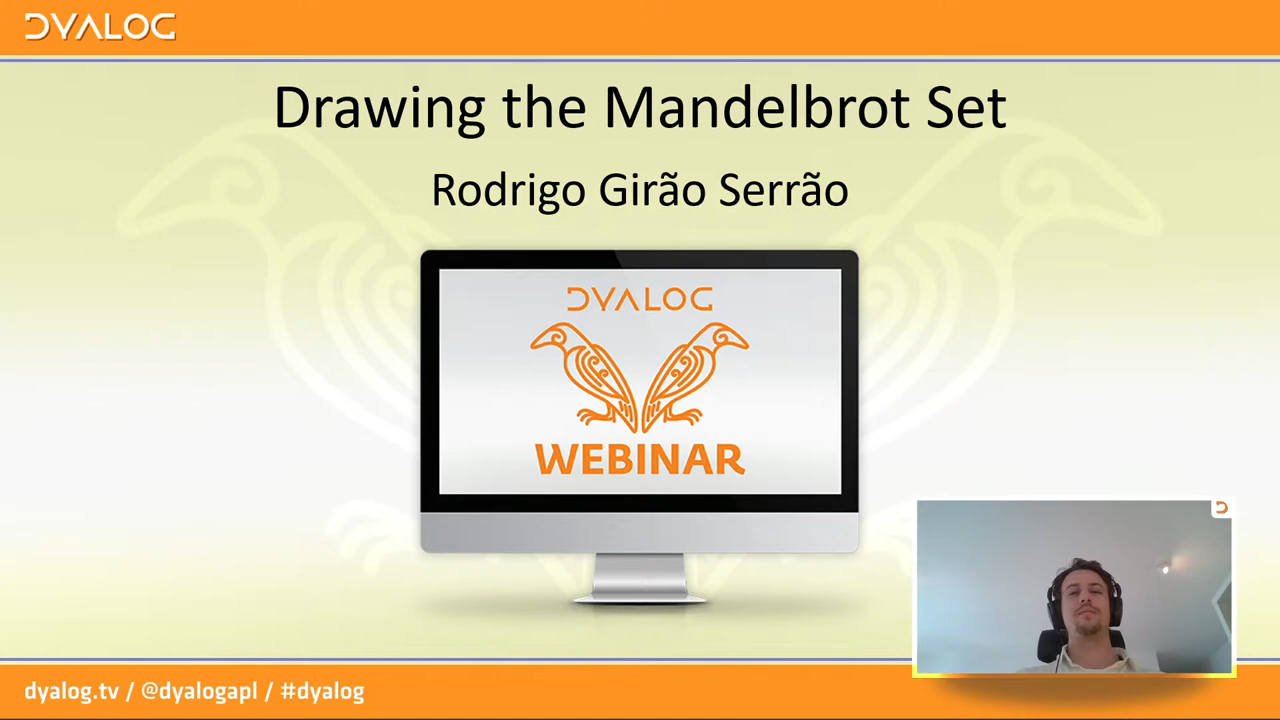 DYALOG
Drawing the Mandelbrot Set
Rodrigo Girão Serrão
DYALOG
WEBINAR
dyalog.tv / @dyalogapl / #dyalog